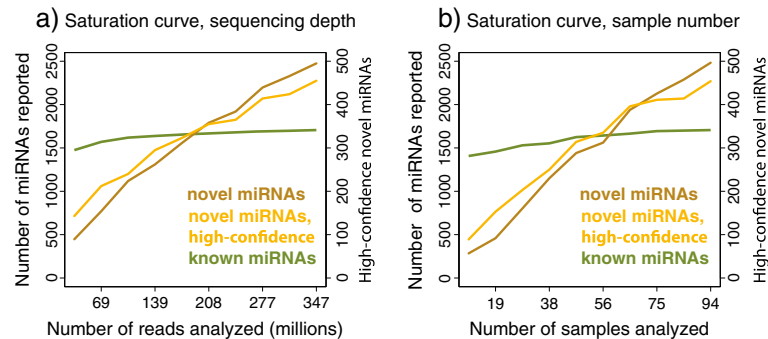 a) Saturation curve, sequencing depth
Number of miRNAs reported
0 500 1000 1500 2000 2500
High-confidence novel miRNAs
0 100 200 300 400 500
novel miRNAs
novel miRNAs,
high-confidence
known miRNAs
69 139 208 277 347
Number of reads analyzed (millions)
b) Saturation curve, sample number
Number of miRNAs reported
0 500 1000 1500 2000 2500
High-confidence novel miRNAs
0 100 200 300 400 500
novel miRNAs
novel miRNAs,
high-confidence
known miRNAs
19 38 56 75 94
Number of samples analyzed